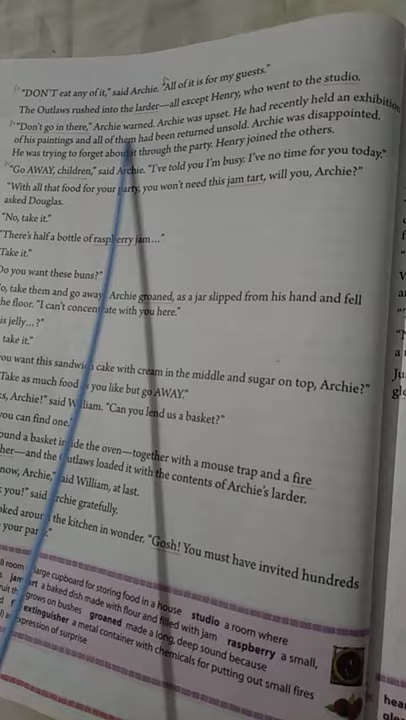 "DON'T eat any of it," said Archie. "All of it is for my guests."
The Outlaws rushed into the larder—all except Henry, who went to the studio.
"Don't go in there," Archie warned. Archie was upset. He had recently held an exhibition
of his paintings and all of them had been returned unsold. Archie was disappointed.
He was trying to forget about it through the party. Henry joined the others.
"Go AWAY, children," said Archie. "I've told you I'm busy. I've no time for you today."
"With all that food for your party, you won't need this jam tart, will you, Archie?"
asked Douglas.
"No, take it."
"There's half a bottle of raspberry jam…"
Take it."
Do you want these buns?"
o, take them and go away. Archie groaned, as a jar slipped from his hand and fell
he floor. "I can't concentrate with you here."
is jelly…?"
take it."
ou want this sandwich cake with cream in the middle and sugar on top, Archie?"
Take as much food as you like but go AWAY."
s, Archie!" said William. "Can you lend us a basket?"
ou can find one."
ound a basket inside the oven—together with a mouse trap and a fire
her—and the Outlaws loaded it with the contents of Archie's larder.
now, Archie," said William, at last.
you!" said Archie gratefully.
oked around the kitchen in wonder. "Gosh! You must have invited hundreds
your party."
room large cupboard for storing food in a house studio a room where
jam tart a baked dish made with flour and filled with jam raspberry a small,
fruit grows on bushes groaned made a long, deep sound because
extinguisher a metal container with chemicals for putting out small fires
expression of surprise
Ju
hear